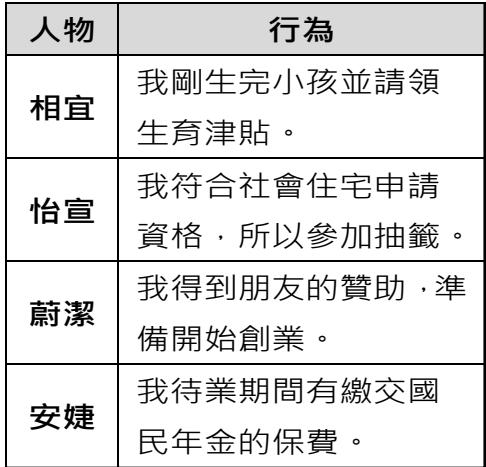 人物 行為
相宜 我剛生完小孩並請領
生育津貼。
怡宣 我符合社會住宅申請
資格，所以參加抽籤。
蔚潔 我得到朋友的贊助，準
備開始創業。
安婕 我待業期間有繳交國
民年金的保費。